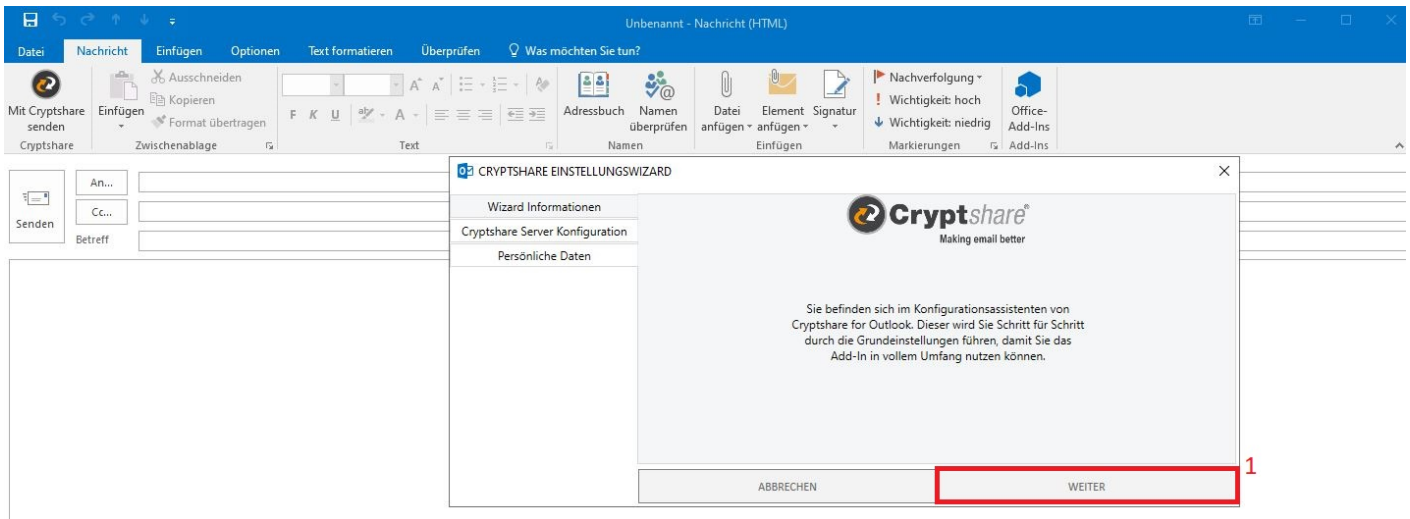 Unbenannt - Nachricht (HTML)
Datei Nachricht Einfügen Optionen Text formatieren Überprüfen Was möchten Sie tun?
Mit Cryptshare senden
Einfügen
Ausschneiden
Kopieren
Format übertragen
F K U
Adressbuch
Namen überprüfen
Datei anfügen
Element anfügen
Signatur
Nachverfolgung
Wichtigkeit: hoch
Wichtigkeit: niedrig
Office-Add-Ins
Cryptshare Zwischenablage Text Namen Einfügen Markierungen Add-Ins
Senden
An...
Cc...
Betreff
CRYPTSHARE EINSTELLUNGSWIZARD
Wizard Informationen
Cryptshare Server Konfiguration
Persönliche Daten
Cryptshare®
Making email better
Sie befinden sich im Konfigurationsassistenten von
Cryptshare for Outlook. Dieser wird Sie Schritt für Schritt
durch die Grundeinstellungen führen, damit Sie das
Add-In in vollem Umfang nutzen können.
ABBRECHEN WEITER
1